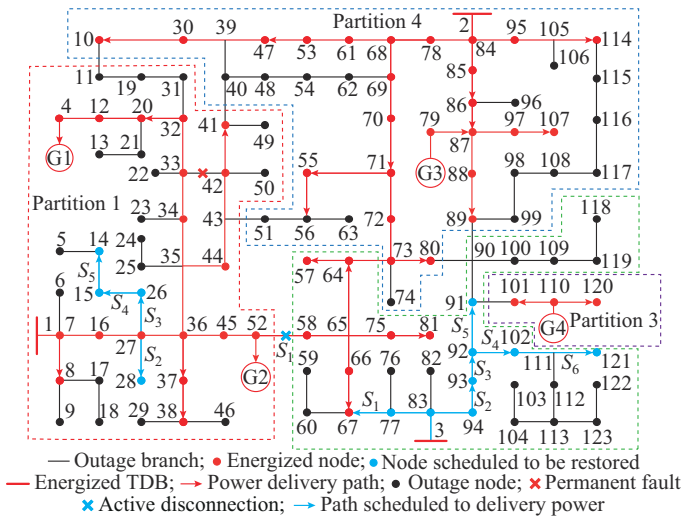 39 Partition 4 2 95 105
10 30 47 53 61 68 78 84 114
11 19 31 40 48 54 62 69 85 106 115
4 12 20 32 41 49 70 86 96 116
79 87 97 107
G1 13 21 33 42 50 55 71 G3 98 108 117
22 88
Partition 1 23 34 43 51 56 63 72 89 99 118
5 14 24 35 44 73 80 90 100 109 119
25 57 64 74
S5 15 S4 26 91 101 110 120
6 S3 G4
1 7 16 27 36 45 52 S1 58 65 75 81 S5 S4 102 Partition 3
S2 G2 92 S6 121
8 17 28 37 59 66 76 82 S3 111 122
93 103 112
9 18 29 38 46 60 67 S1 77 83 S2 94 104 113 123
3
Outage branch; Energized node; Node scheduled to be restored
Energized TDB; Power delivery path; Outage node; Permanent fault
Active disconnection; Path scheduled to delivery power